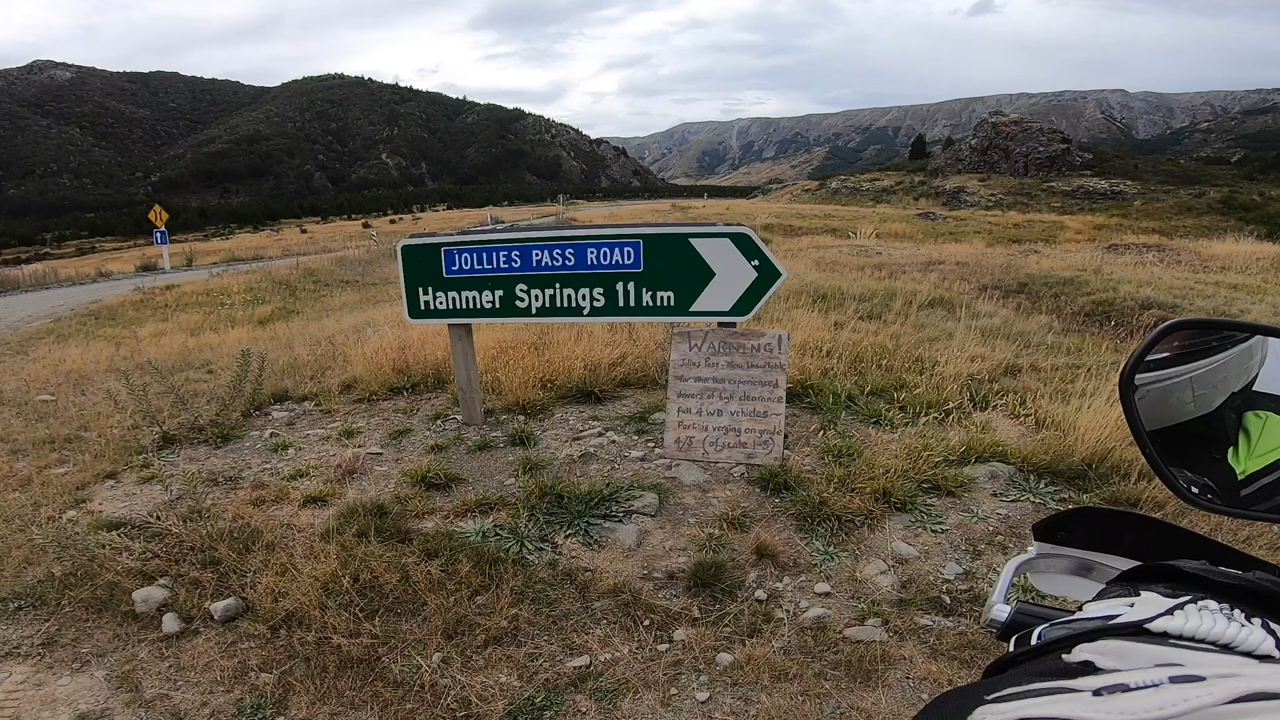 JOLLIES PASS ROAD
Hanmer Springs 11 km
WARNING!
Jollies Pass - Now Unsuitable
for other than experienced
drivers of high clearance
full 4WD vehicles~
Part is verging on grade
4/5 (of scale 1-5)